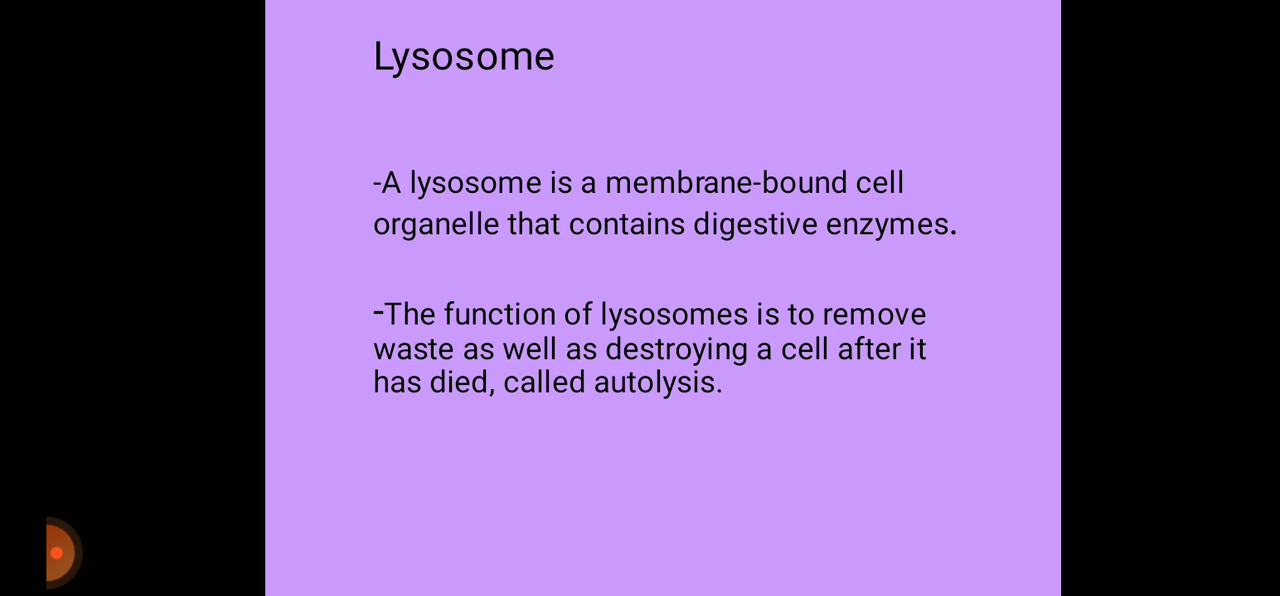 Lysosome
-A lysosome is a membrane-bound cell
organelle that contains digestive enzymes.
-The function of lysosomes is to remove
waste as well as destroying a cell after it
has died, called autolysis.